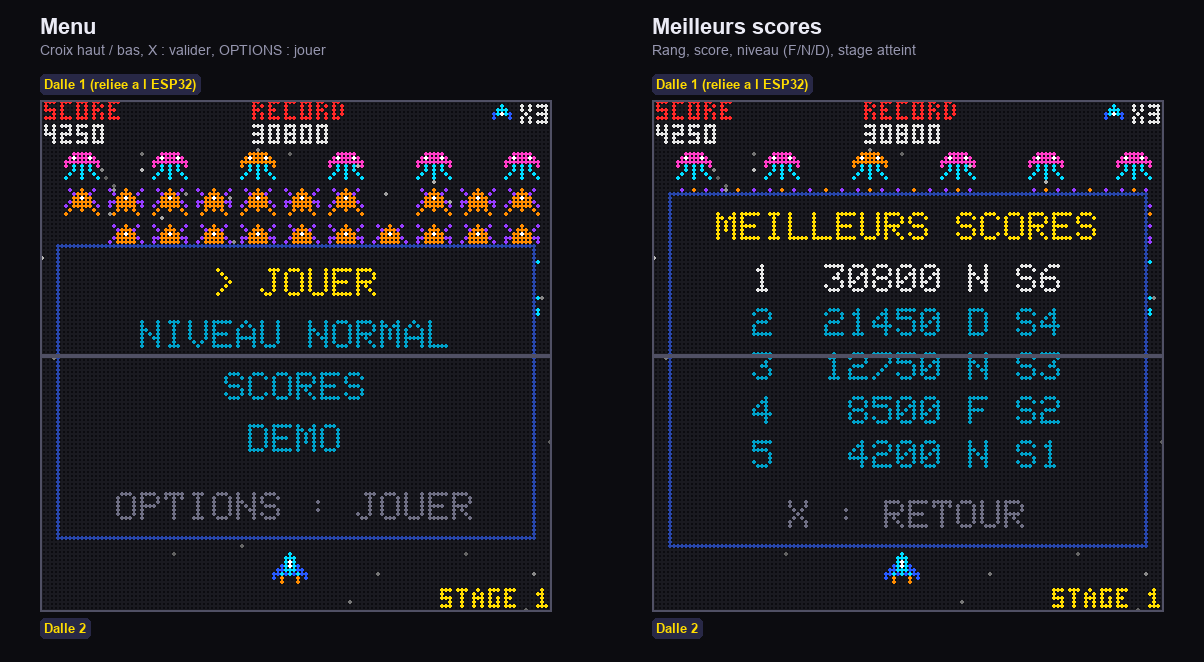 Menu
Croix haut / bas, X : valider, OPTIONS : jouer
Dalle 1 (reliee a l ESP32)
SCORE RECORD X3
4250 30800
> JOUER
NIVEAU NORMAL
SCORES
DEMO
OPTIONS : JOUER
STAGE 1
Dalle 2
Meilleurs scores
Rang, score, niveau (F/N/D), stage atteint
Dalle 1 (reliee a l ESP32)
SCORE RECORD X3
4250 30800
MEILLEURS SCORES
1 30800 N S6
2 21450 D S4
3 12750 N S3
4 8500 F S2
5 4200 N S1
X : RETOUR
STAGE 1
Dalle 2